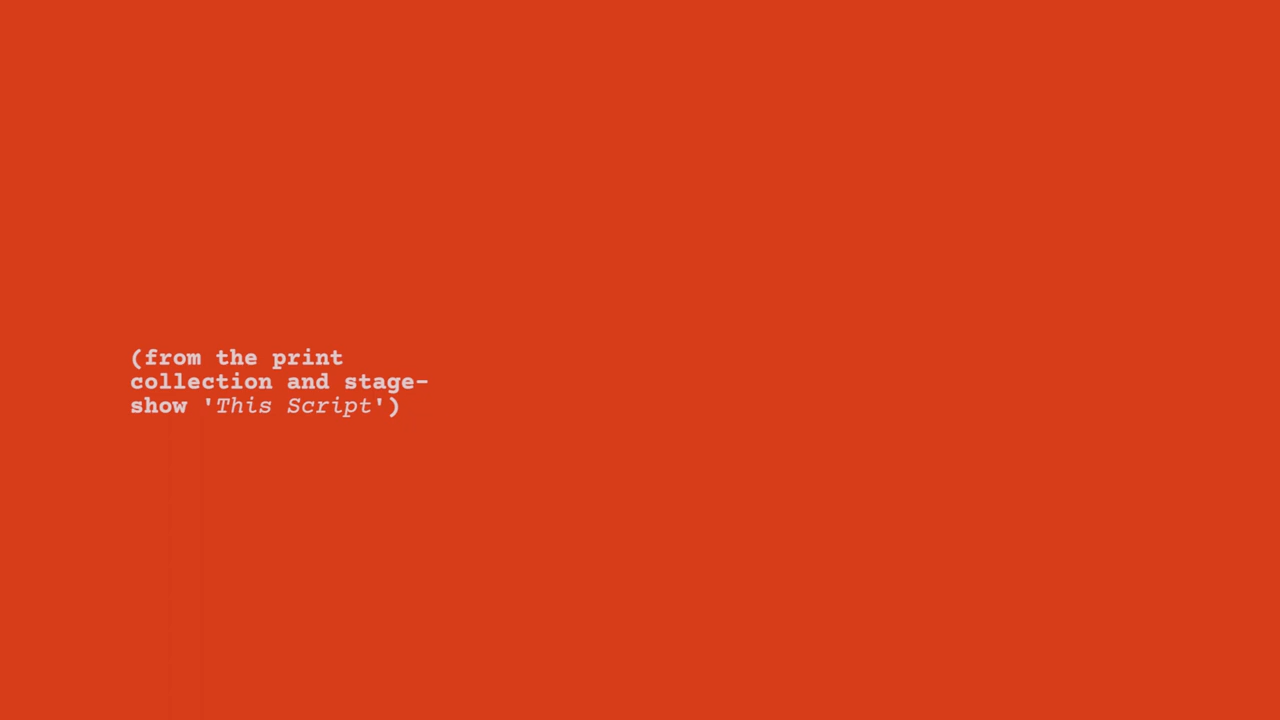 (from the print
collection and stage-
show 'This Script')